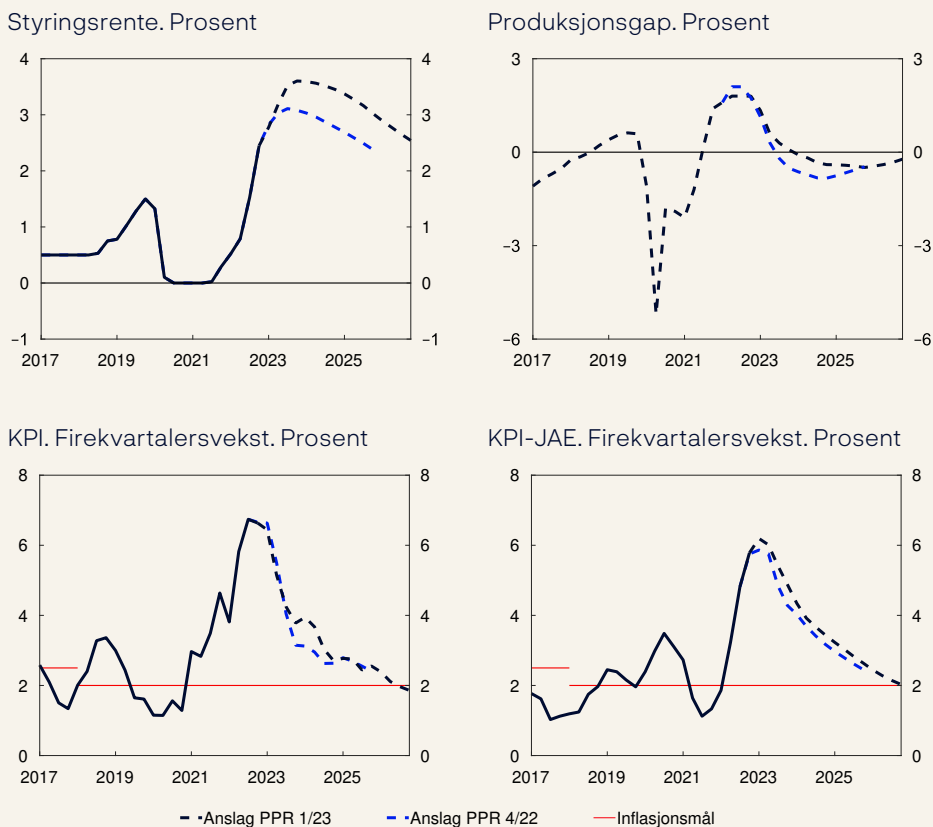 Styringsrente. Prosent
4 4
3 3
2 2
1 1
0 0
−1 −1
2017 2019 2021 2023 2025
Produksjonsgap. Prosent
3 3
0 0
−3 −3
−6 −6
2017 2019 2021 2023 2025
KPI. Firekvartalersvekst. Prosent
8 8
6 6
4 4
2 2
0 0
2017 2019 2021 2023 2025
KPI-JAE. Firekvartalersvekst. Prosent
8 8
6 6
4 4
2 2
0 0
2017 2019 2021 2023 2025
Anslag PPR 1/23 Anslag PPR 4/22 Inflasjonsmål